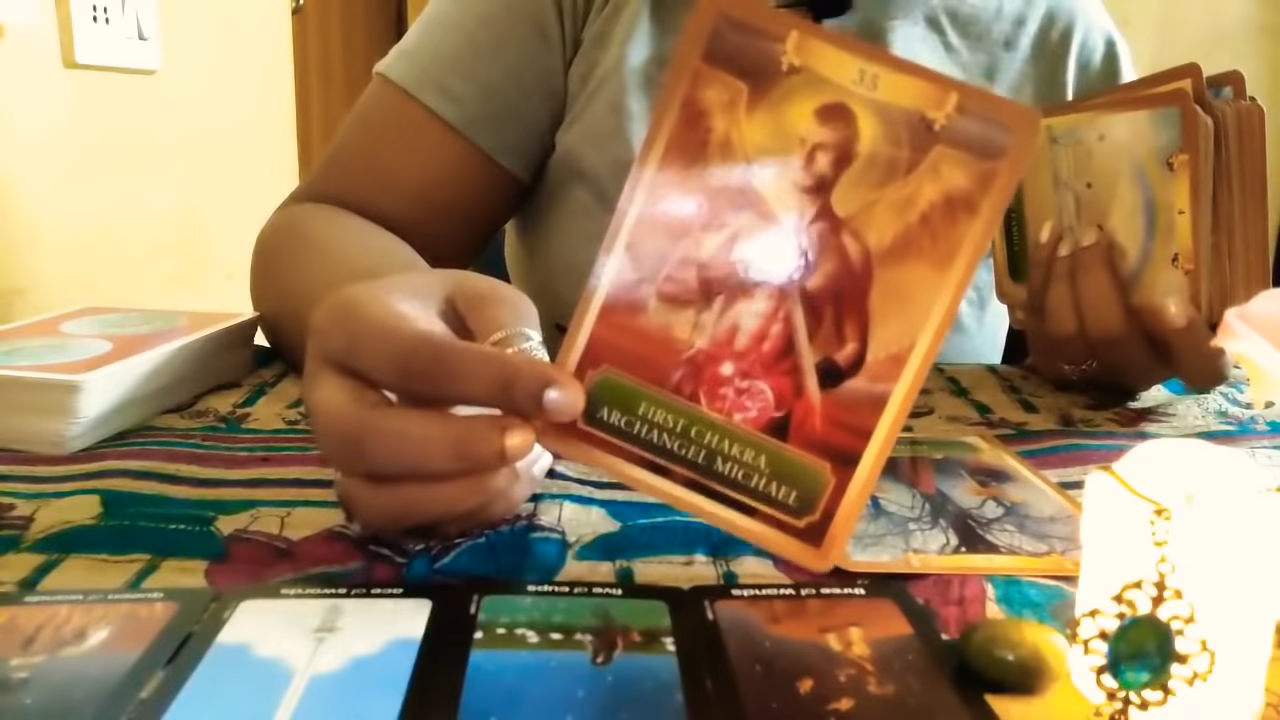 35
FIRST CHAKRA,
ARCHANGEL MICHAEL
queen of wands
ace of swords
five of cups
three of wands